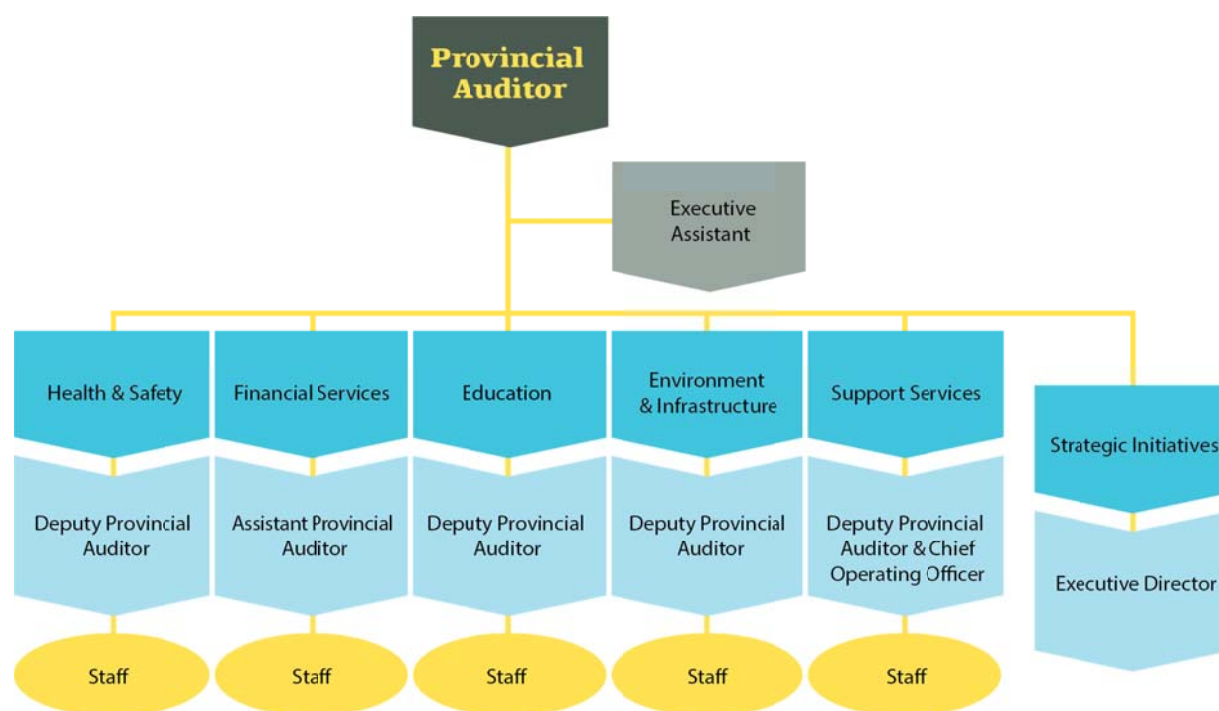 Provincial
Auditor
Executive
Assistant
Health & Safety
Financial Services
Education
Environment
& Infrastructure
Support Services
Strategic Initiatives
Deputy Provincial
Auditor
Assistant Provincial
Auditor
Deputy Provincial
Auditor
Deputy Provincial
Auditor
Deputy Provincial
Auditor & Chief
Operating Officer
Executive Director
Staff
Staff
Staff
Staff
Staff